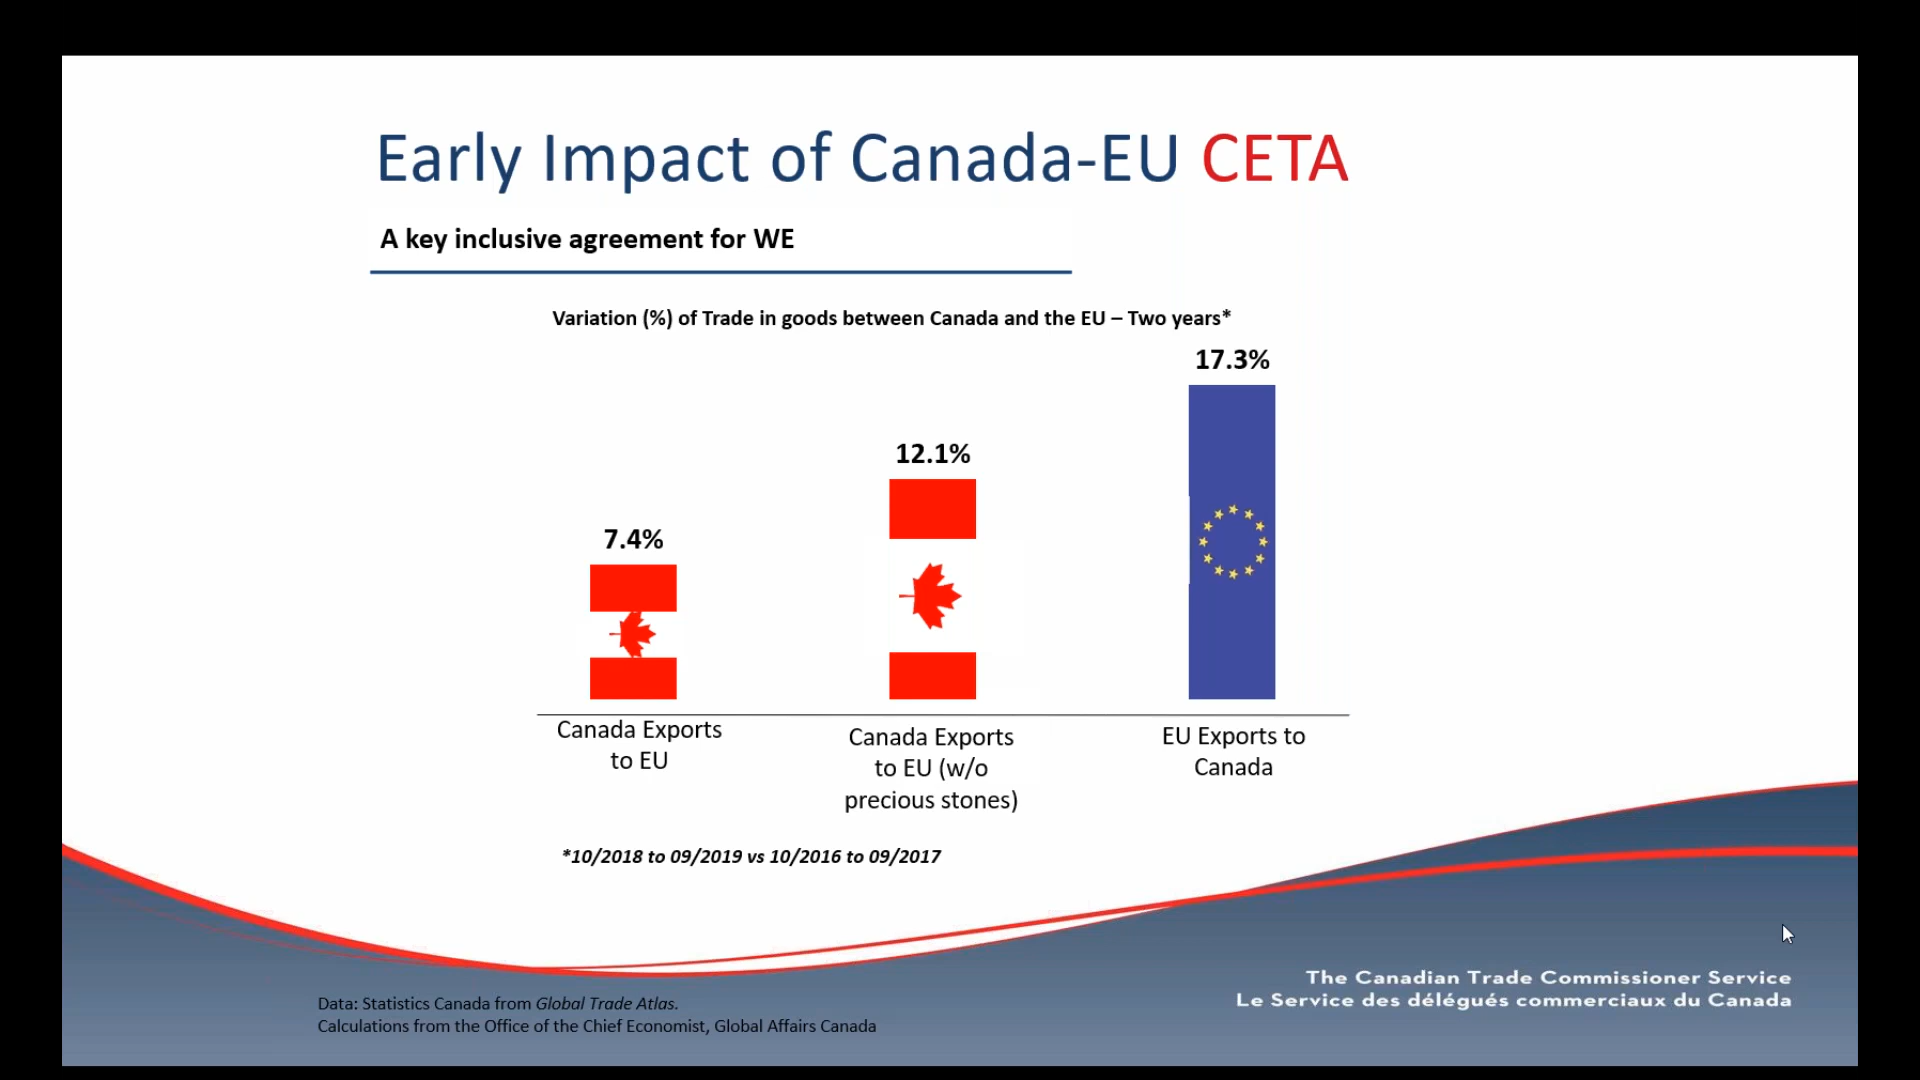 Early Impact of Canada-EU CETA
A key inclusive agreement for WE
Variation (%) of Trade in goods between Canada and the EU – Two years*
17.3%
12.1%
7.4%
Canada Exports
to EU
Canada Exports
to EU (w/o
precious stones)
EU Exports to
Canada
*10/2018 to 09/2019 vs 10/2016 to 09/2017
The Canadian Trade Commissioner Service
Le Service des délégués commerciaux du Canada
Data: Statistics Canada from Global Trade Atlas.
Calculations from the Office of the Chief Economist, Global Affairs Canada